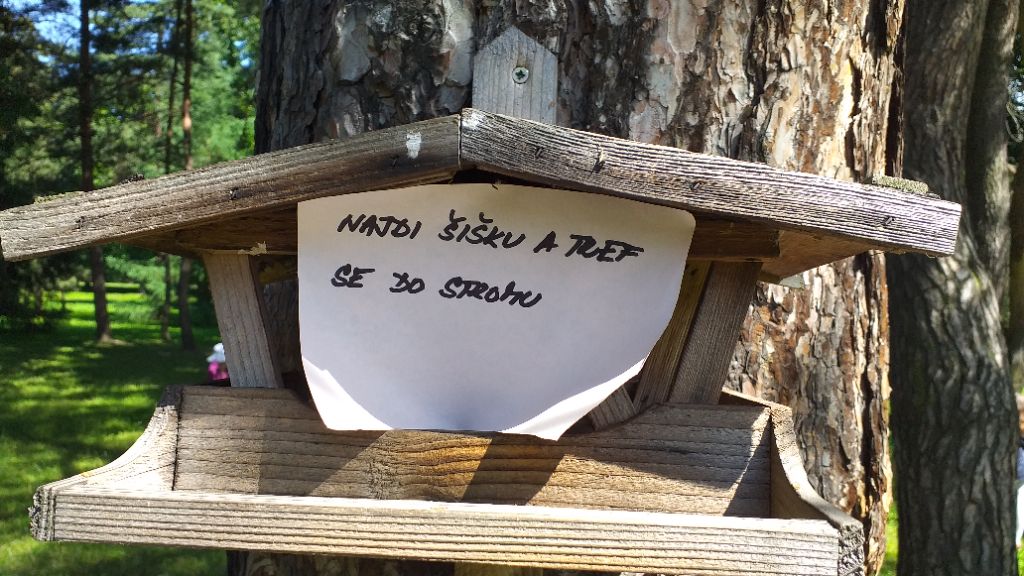 NAJDI ŠIŠKU A TREF
SE DO STROMU